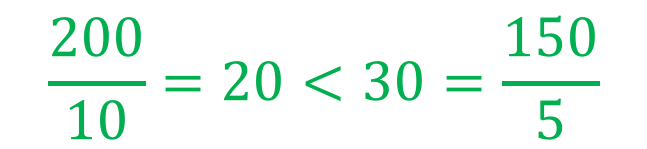 200/10 = 20 < 30 = 150/5